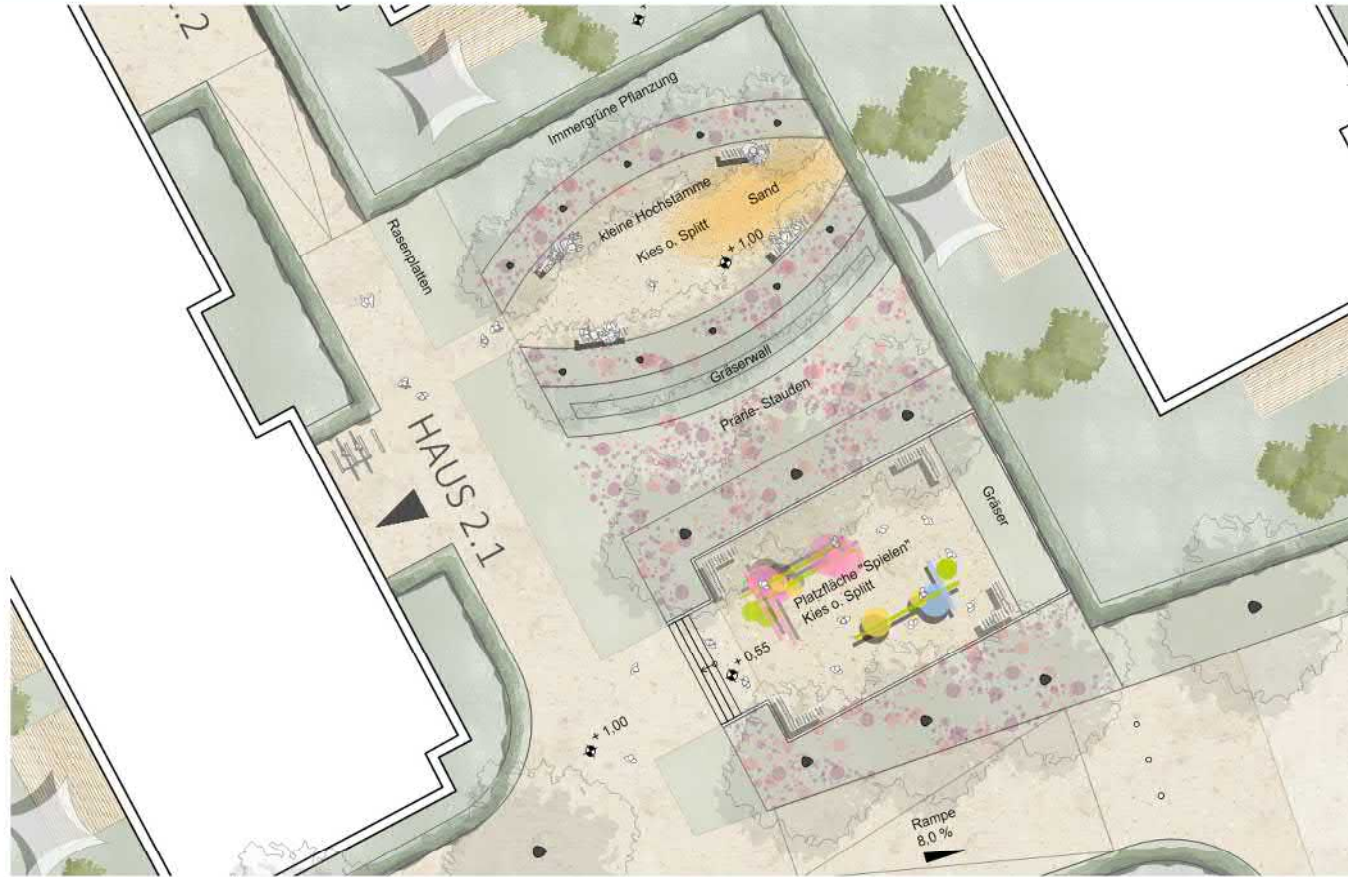 Immergrüne Pflanzung
kleine Hochstämme
Sand
Kies o. Splitt
+ 1,00
Rasenplatten
Gräserwall
Prärie- Stauden
HAUS 2.1
Gräser
Platzfläche "Spielen"
Kies o. Splitt
+ 0,55
+ 1,00
Rampe
8,0 %